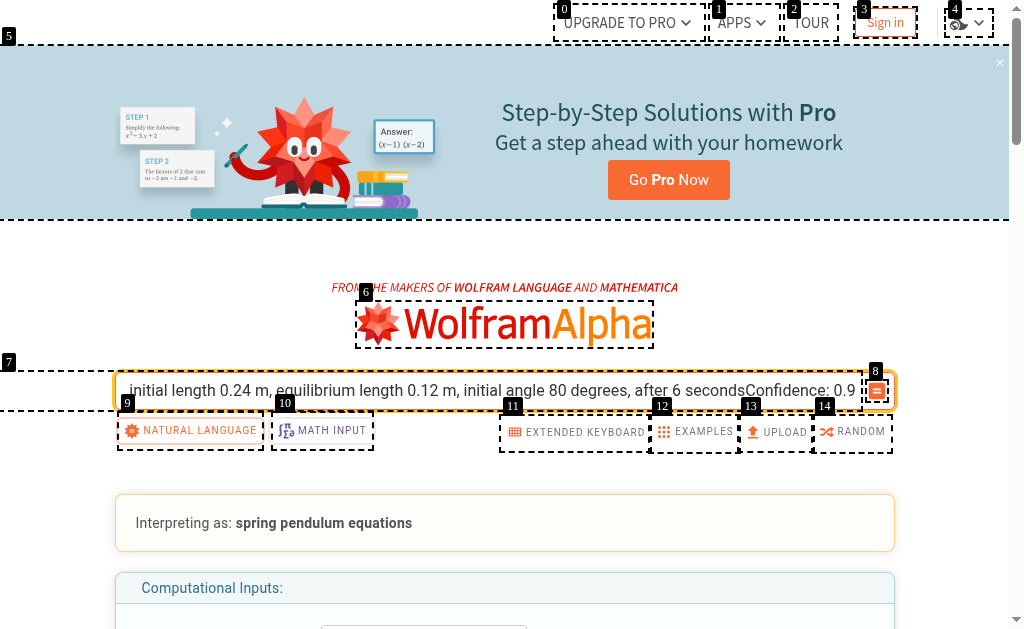 UPGRADE TO PRO
APPS
TOUR
Sign in
0
1
2
3
4
5
×
STEP 1
Simplify the following:
x² − 3 x + 2
STEP 2
The factors of 2 that sum
to −3 are −1 and −2.
Answer:
(x−1) (x−2)
Step-by-Step Solutions with Pro
Get a step ahead with your homework
Go Pro Now
FROM THE MAKERS OF WOLFRAM LANGUAGE AND MATHEMATICA
6
WolframAlpha
7
initial length 0.24 m, equilibrium length 0.12 m, initial angle 80 degrees, after 6 secondsConfidence: 0.9
8
=
9
NATURAL LANGUAGE
10
MATH INPUT
11
EXTENDED KEYBOARD
12
EXAMPLES
13
UPLOAD
14
RANDOM
Interpreting as: spring pendulum equations
Computational Inputs: